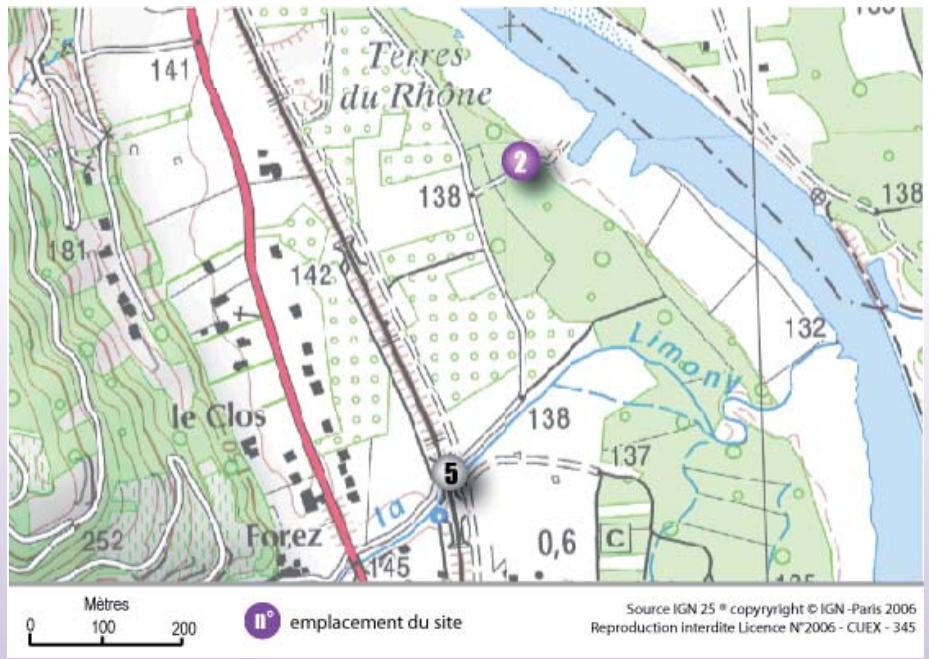 141
Terres
du Rhône
2
138
138
181
142
132
Limony
138
le Clos
137
5
la
252
Forez
145
0,6
C
Mètres
0 100 200
n° emplacement du site
Source IGN 25 ® copyryright © IGN -Paris 2006
Reproduction interdite Licence N°2006 - CUEX - 345